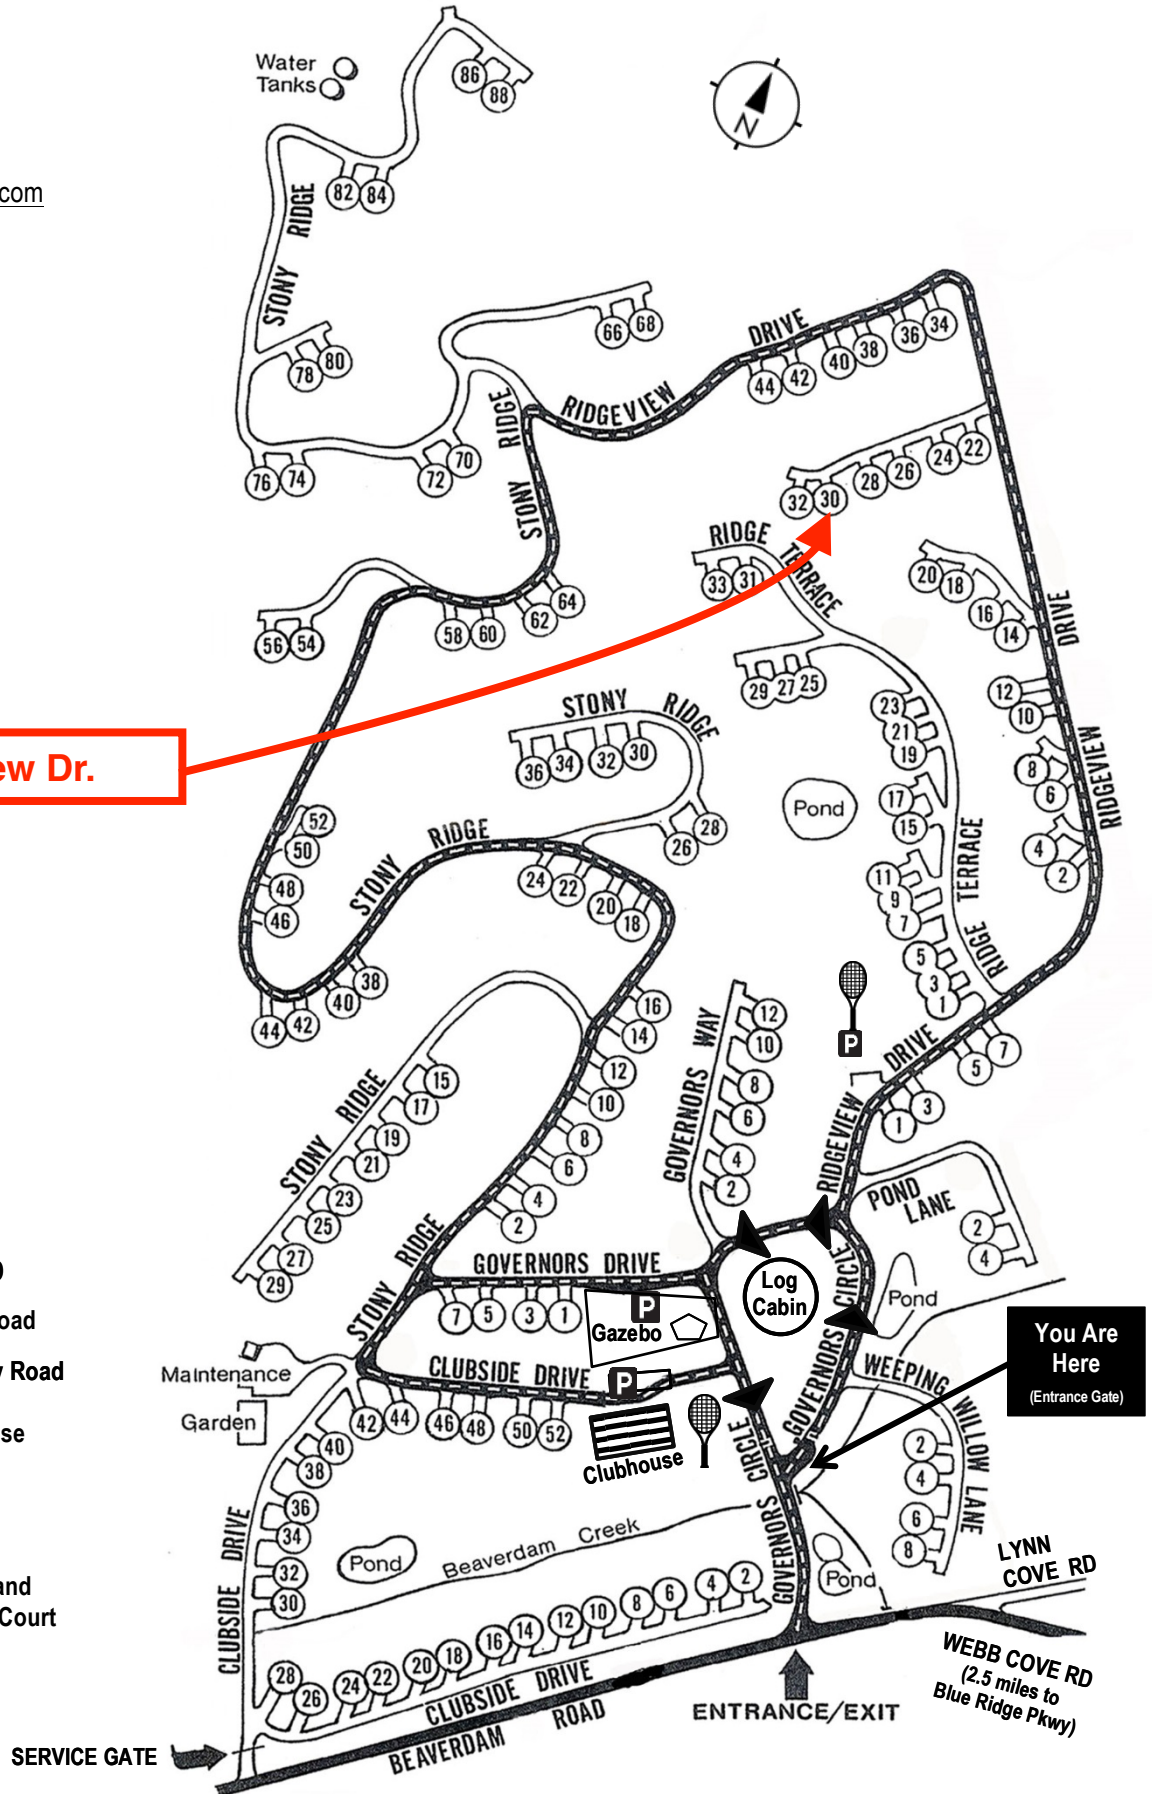 Water
Tanks
86
88
N
82
84
com
STONY RIDGE
78
80
66
68
DRIVE
44
42
40
38
36
34
RIDGEVIEW
STONY RIDGE
76
74
72
70
32
30
28
26
24
22
RIDGE TERRACE
33
31
20
18
16
14
DRIVE
56
54
58
60
62
64
29
27
25
12
10
23
21
19
STONY RIDGE
36
34
32
30
ew Dr.
RIDGEVIEW
8
6
17
15
Pond
28
26
52
50
STONY RIDGE
4
2
48
46
24
22
20
18
11
9
7
RIDGE TERRACE
RIDGE
5
3
1
44
42
40
38
16
14
GOVERNORS WAY
12
10
8
6
4
2
P
DRIVE
7
5
3
1
RIDGEVIEW
STONY RIDGE
15
17
19
21
23
25
27
29
12
10
8
6
4
2
POND
LANE
2
4
STONY RIDGE
GOVERNORS DRIVE
7
5
3
1
P
Gazebo
Log
Cabin
GOVERNORS CIRCLE
Pond
oad
You Are
Here
(Entrance Gate)
y Road
Maintenance
Garden
CLUBSIDE DRIVE
P
42
44
46
48
50
52
Clubhouse
GOVERNORS CIRCLE
WEEPING WILLOW LANE
2
4
6
8
se
40
38
36
34
32
30
CLUBSIDE DRIVE
Pond
Beaverdam Creek
Pond
LYNN
COVE RD
and
Court
28
26
24
22
20
18
16
14
12
10
8
6
4
2
CLUBSIDE DRIVE
BEAVERDAM ROAD
ENTRANCE/EXIT
WEBB COVE RD
(2.5 miles to
Blue Ridge Pkwy)
SERVICE GATE